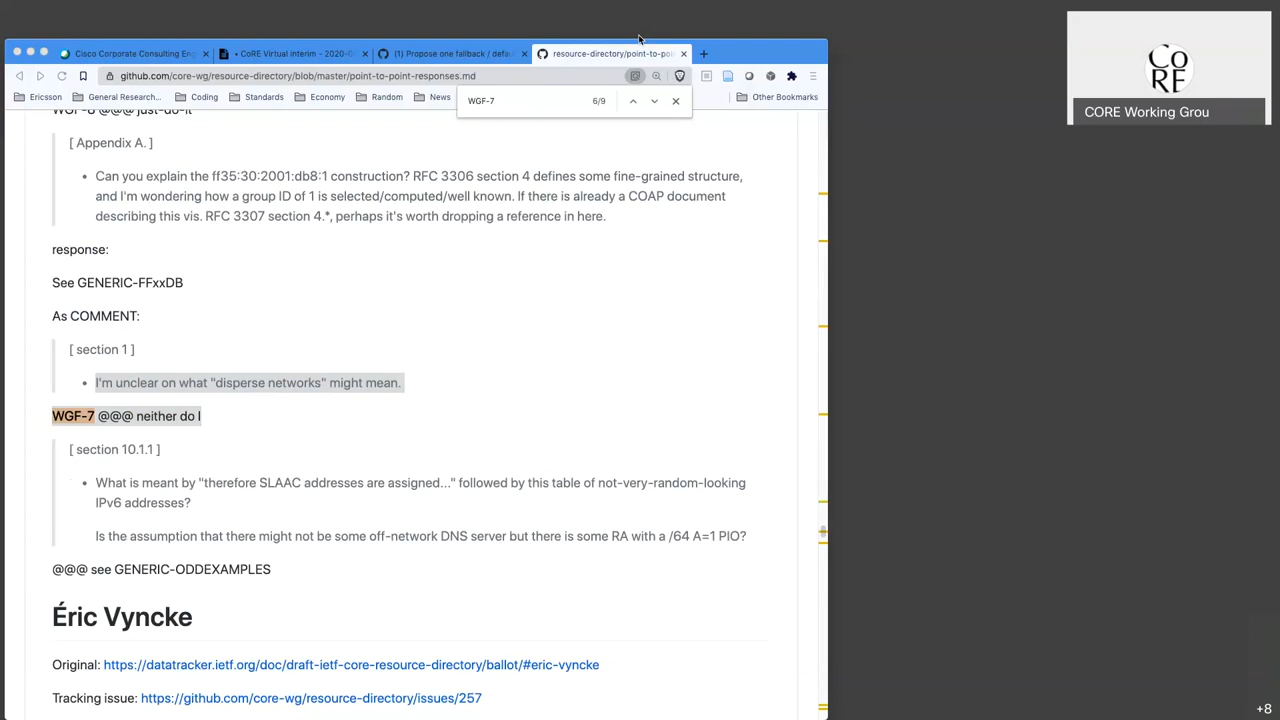 Cisco Corporate Consulting En
• CoRE Virtual interim – 2020-0
(1) Propose one fallback / defau
resource-directory/point-to-poi
github.com/core-wg/resource-directory/blob/master/point-to-point-responses.md
Ericsson
General Research...
Coding
Standards
Economy
Random
News
Other Bookmarks
WGF-7
6/9
WGF-8 @@@ just-do-it
[ Appendix A. ]
• Can you explain the ff35:30:2001:db8:1 construction? RFC 3306 section 4 defines some fine-grained structure,
and I'm wondering how a group ID of 1 is selected/computed/well known. If there is already a COAP document
describing this vis. RFC 3307 section 4.*, perhaps it's worth dropping a reference in here.
response:
See GENERIC-FFxxDB
As COMMENT:
[ section 1 ]
• I'm unclear on what "disperse networks" might mean.
WGF-7 @@@ neither do I
[ section 10.1.1 ]
• What is meant by "therefore SLAAC addresses are assigned..." followed by this table of not-very-random-looking
IPv6 addresses?
Is the assumption that there might not be some off-network DNS server but there is some RA with a /64 A=1 PIO?
@@@ see GENERIC-ODDEXAMPLES
Éric Vyncke
Original: https://datatracker.ietf.org/doc/draft-ietf-core-resource-directory/ballot/#eric-vyncke
Tracking issue: https://github.com/core-wg/resource-directory/issues/257
CO
RE
CORE Working Grou
+8